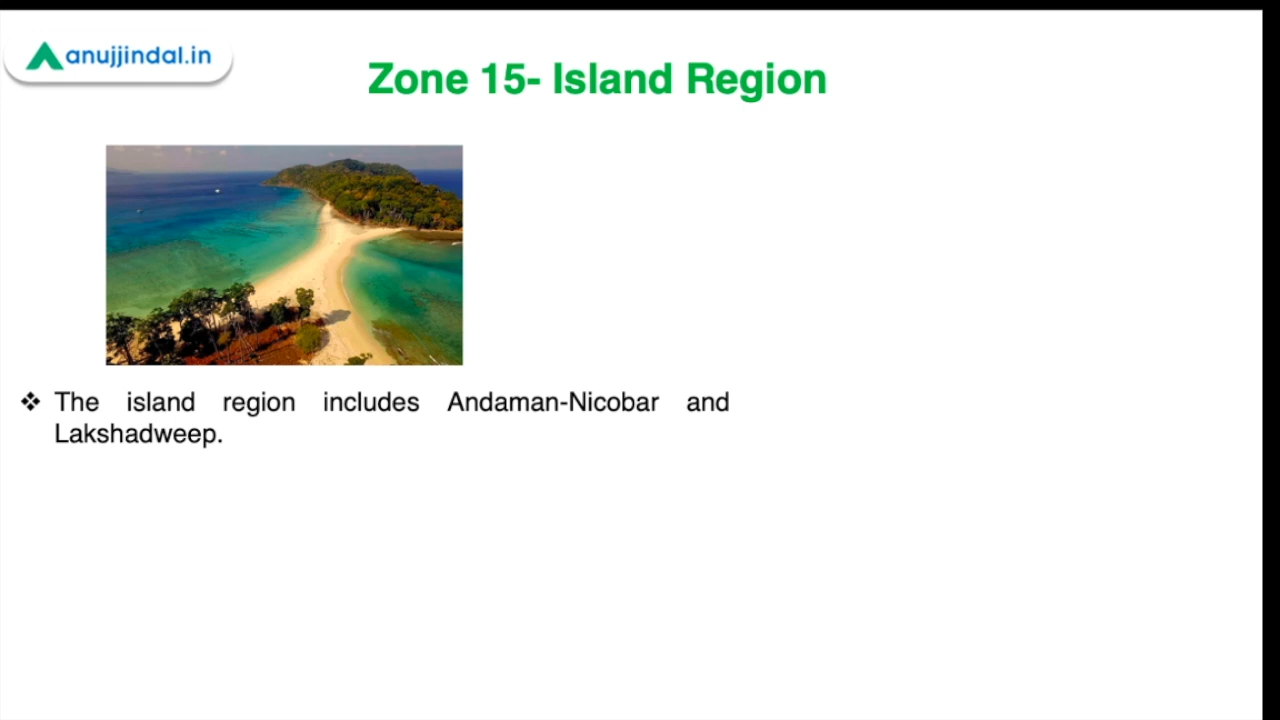 anujjindal.in
Zone 15- Island Region
❖ The island region includes Andaman-Nicobar and
Lakshadweep.